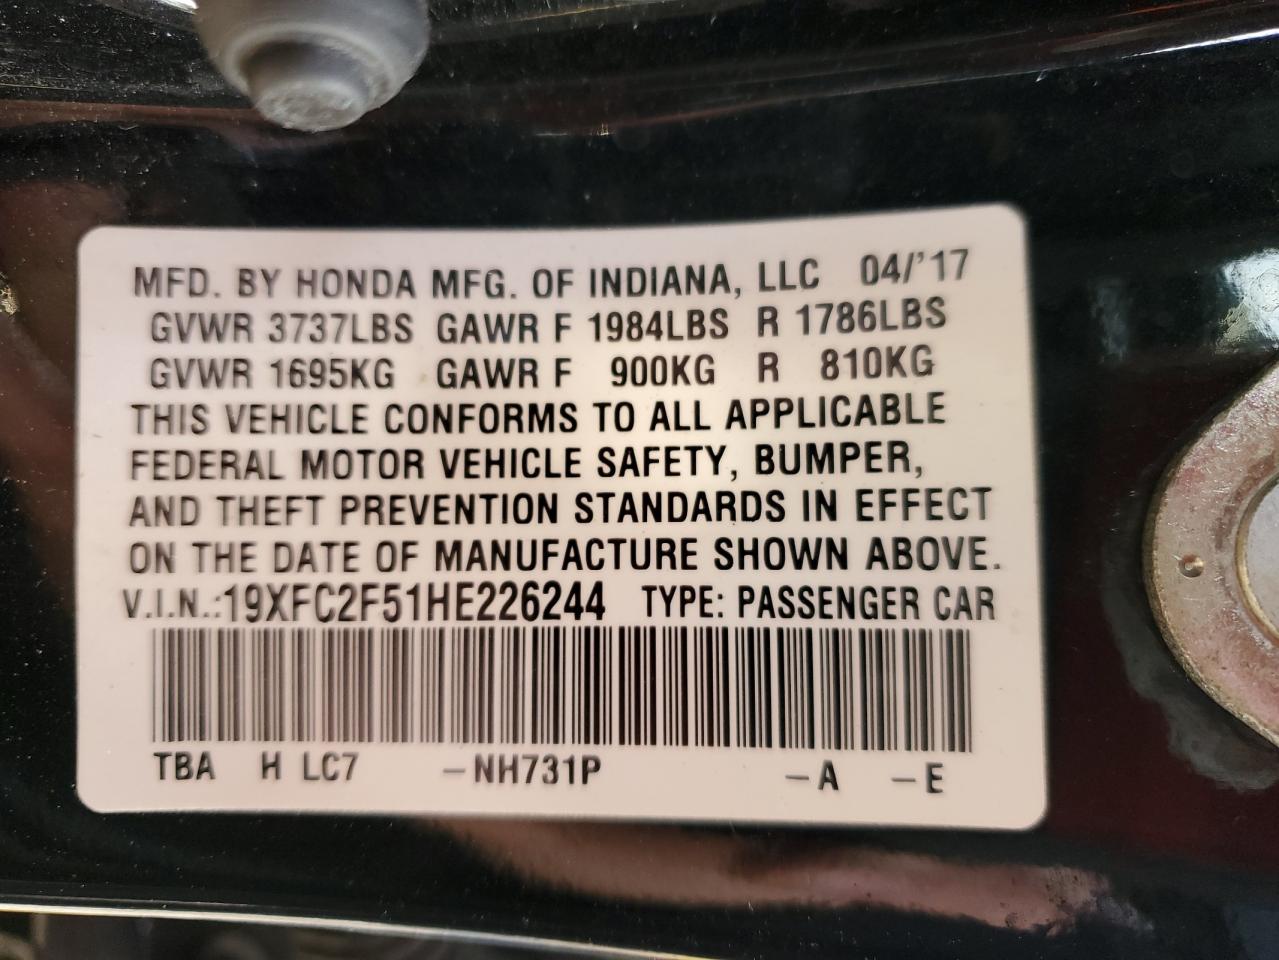 MFD. BY HONDA MFG. OF INDIANA, LLC 04/'17
GVWR 3737LBS GAWR F 1984LBS R 1786LBS
GVWR 1695KG GAWR F 900KG R 810KG
THIS VEHICLE CONFORMS TO ALL APPLICABLE
FEDERAL MOTOR VEHICLE SAFETY, BUMPER,
AND THEFT PREVENTION STANDARDS IN EFFECT
ON THE DATE OF MANUFACTURE SHOWN ABOVE.
V.I.N.:19XFC2F51HE226244 TYPE: PASSENGER CAR
TBA H LC7 –NH731P –A –E